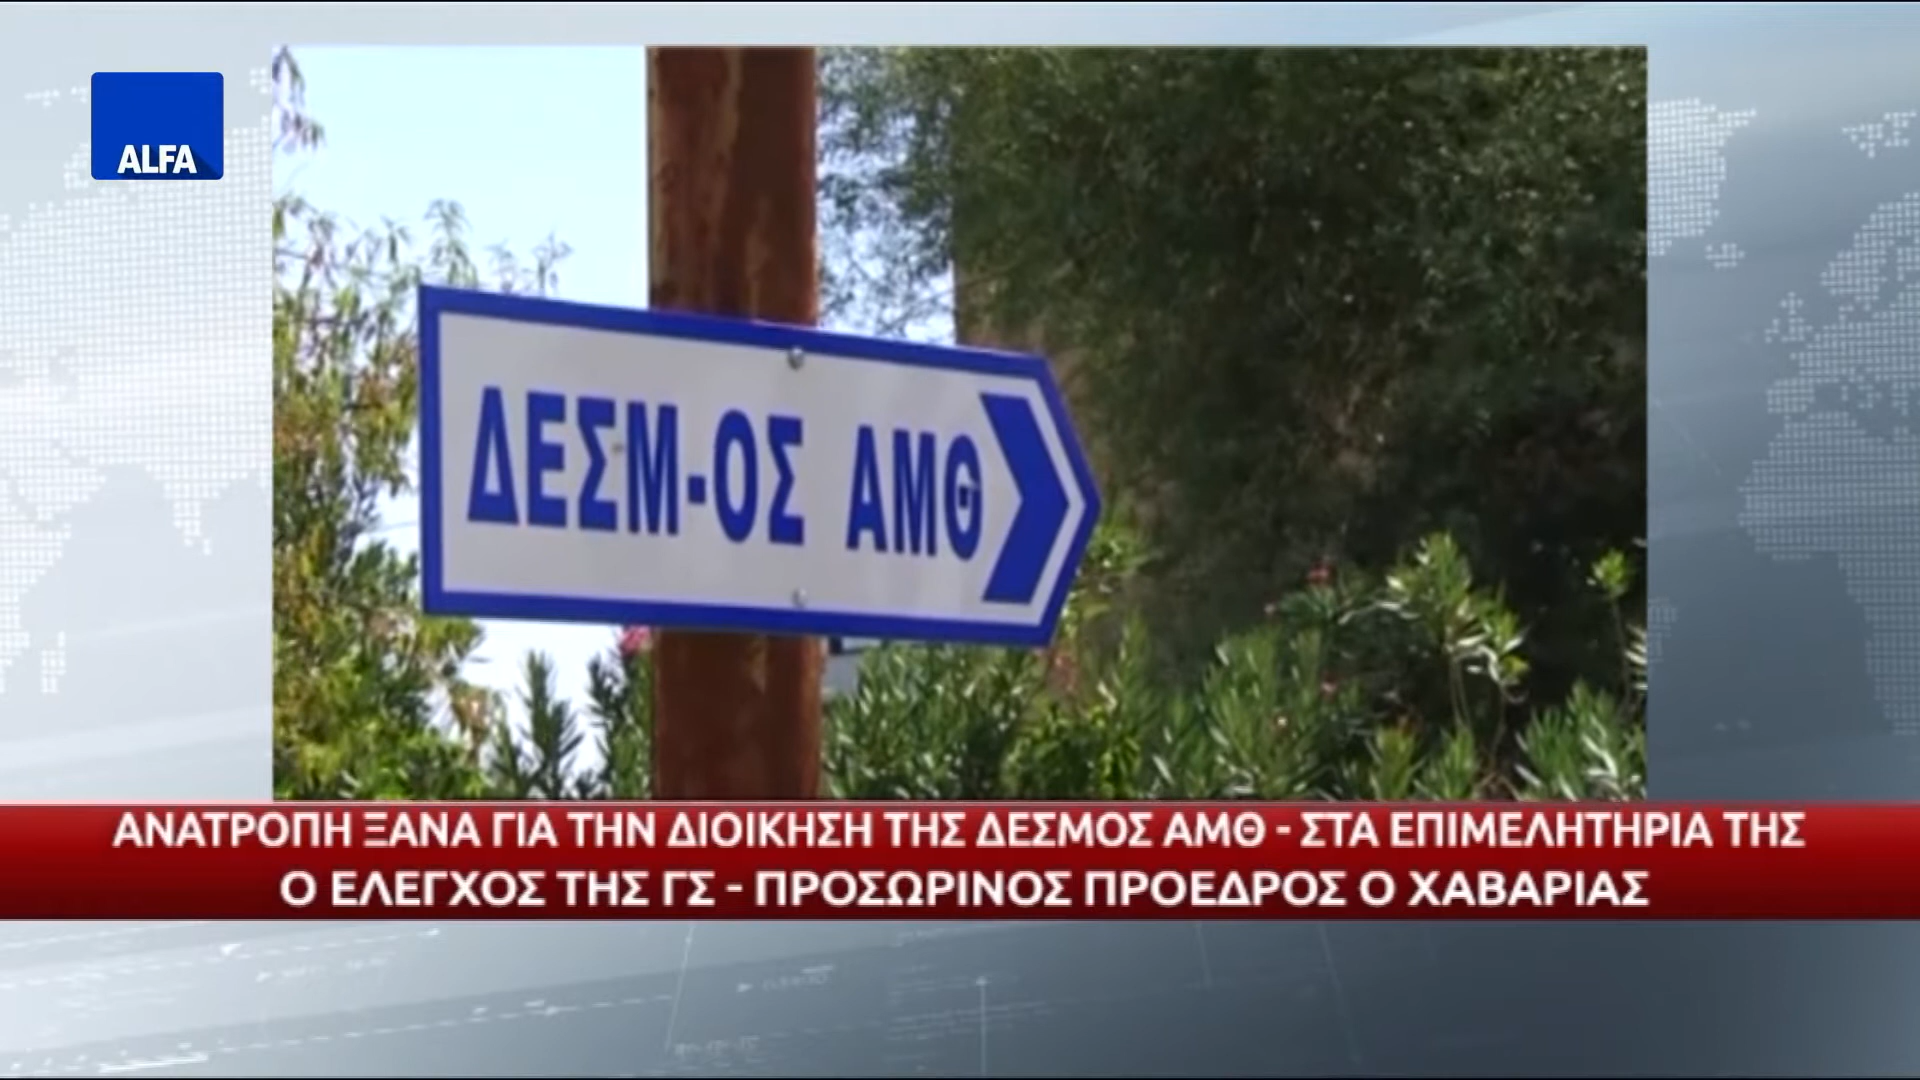 ALFA
ΔΕΣΜ-ΟΣ ΑΜΘ
ΑΝΑΤΡΟΠΗ ΞΑΝΑ ΓΙΑ ΤΗΝ ΔΙΟΙΚΗΣΗ ΤΗΣ ΔΕΣΜΟΣ ΑΜΘ - ΣΤΑ ΕΠΙΜΕΛΗΤΗΡΙΑ ΤΗΣ
Ο ΕΛΕΓΧΟΣ ΤΗΣ ΓΣ - ΠΡΟΣΩΡΙΝΟΣ ΠΡΟΕΔΡΟΣ Ο ΧΑΒΑΡΙΑΣ